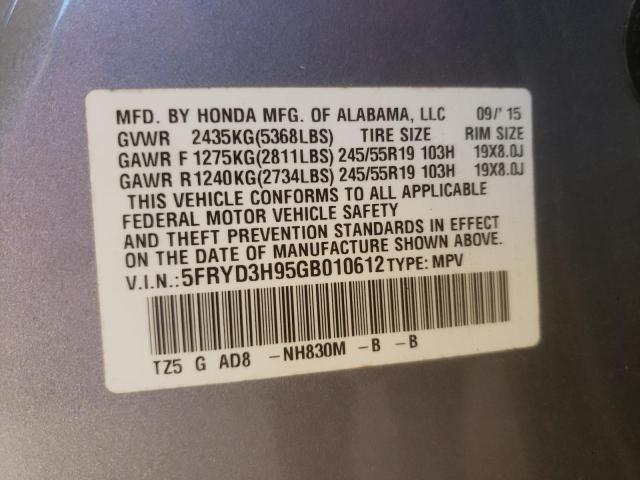 MFD. BY HONDA MFG. OF ALABAMA, LLC 09/'15
GVWR 2435KG(5368LBS) TIRE SIZE RIM SIZE
GAWR F 1275KG(2811LBS) 245/55R19 103H 19X8.0J
GAWR R 1240KG(2734LBS) 245/55R19 103H 19X8.0J
THIS VEHICLE CONFORMS TO ALL APPLICABLE
FEDERAL MOTOR VEHICLE SAFETY
AND THEFT PREVENTION STANDARDS IN EFFECT
ON THE DATE OF MANUFACTURE SHOWN ABOVE.
V.I.N.: 5FRYD3H95GB010612 TYPE: MPV
TZ5 G AD8 -NH830M -B -B